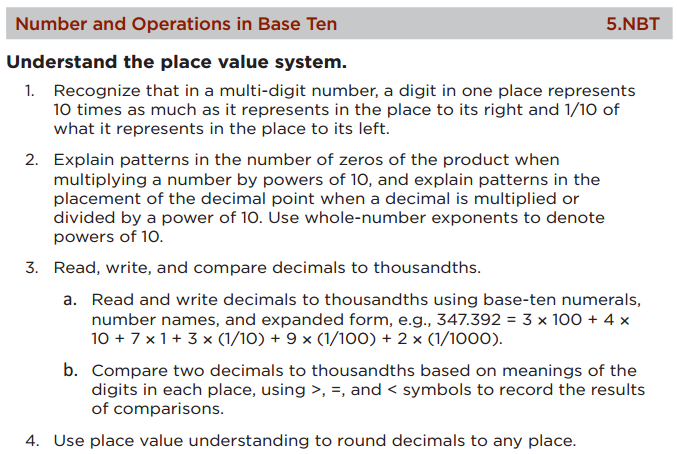 Number and Operations in Base Ten 5.NBT
Understand the place value system.
1. Recognize that in a multi-digit number, a digit in one place represents
10 times as much as it represents in the place to its right and 1/10 of
what it represents in the place to its left.
2. Explain patterns in the number of zeros of the product when
multiplying a number by powers of 10, and explain patterns in the
placement of the decimal point when a decimal is multiplied or
divided by a power of 10. Use whole-number exponents to denote
powers of 10.
3. Read, write, and compare decimals to thousandths.
a. Read and write decimals to thousandths using base-ten numerals,
number names, and expanded form, e.g., 347.392 = 3 × 100 + 4 ×
10 + 7 × 1 + 3 × (1/10) + 9 × (1/100) + 2 × (1/1000).
b. Compare two decimals to thousandths based on meanings of the
digits in each place, using >, =, and < symbols to record the results
of comparisons.
4. Use place value understanding to round decimals to any place.